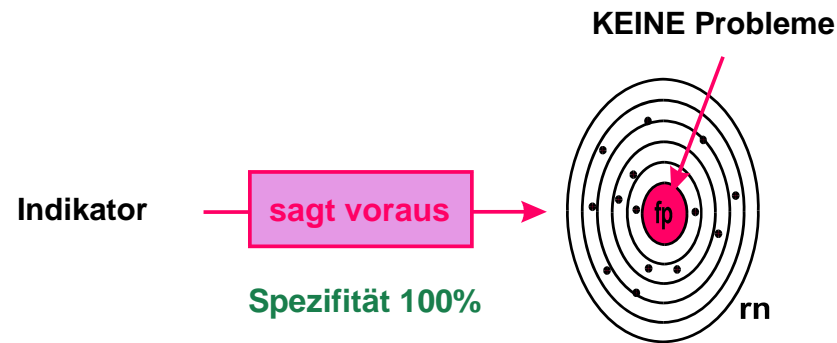 KEINE Probleme
Indikator
sagt voraus
fp
Spezifität 100%
rn